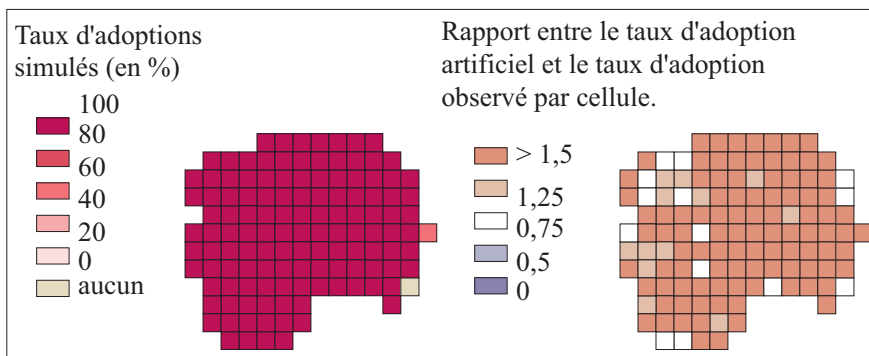 Taux d'adoptions
simulés (en %)
100
80
60
40
20
0
aucun
Rapport entre le taux d'adoption
artificiel et le taux d'adoption
observé par cellule.
> 1,5
1,25
0,75
0,5
0